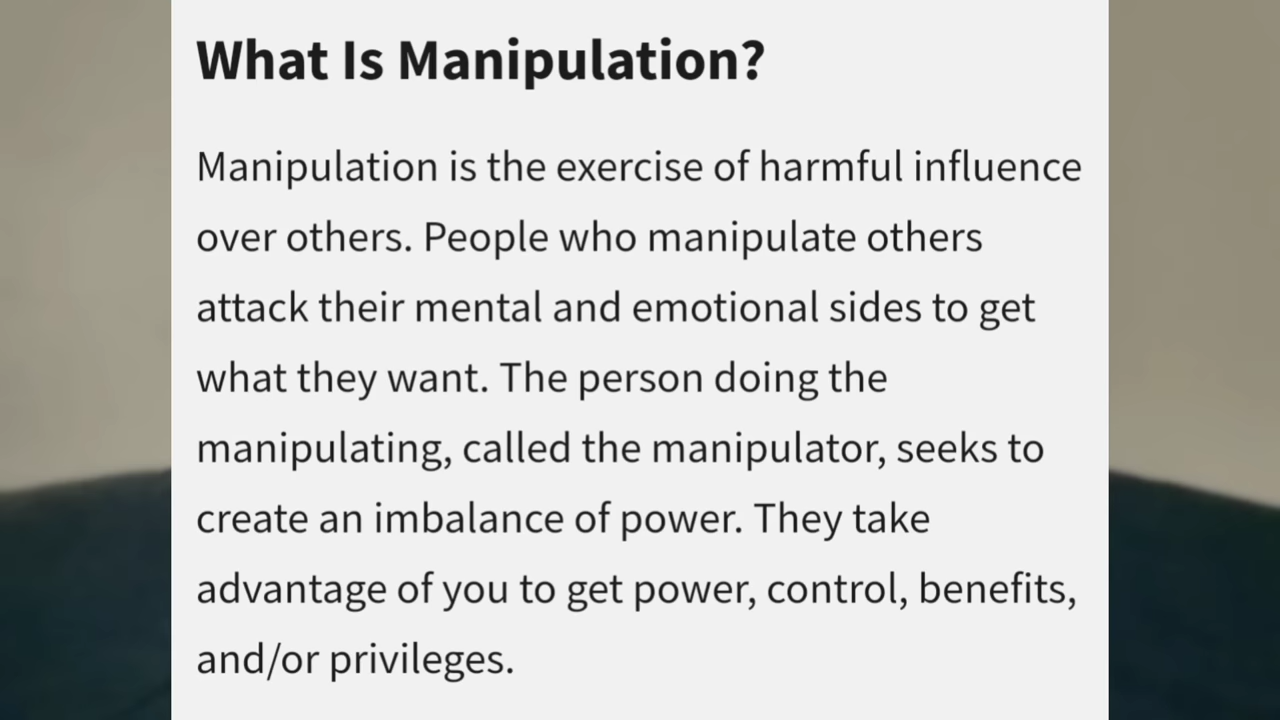 What Is Manipulation?
Manipulation is the exercise of harmful influence
over others. People who manipulate others
attack their mental and emotional sides to get
what they want. The person doing the
manipulating, called the manipulator, seeks to
create an imbalance of power. They take
advantage of you to get power, control, benefits,
and/or privileges.